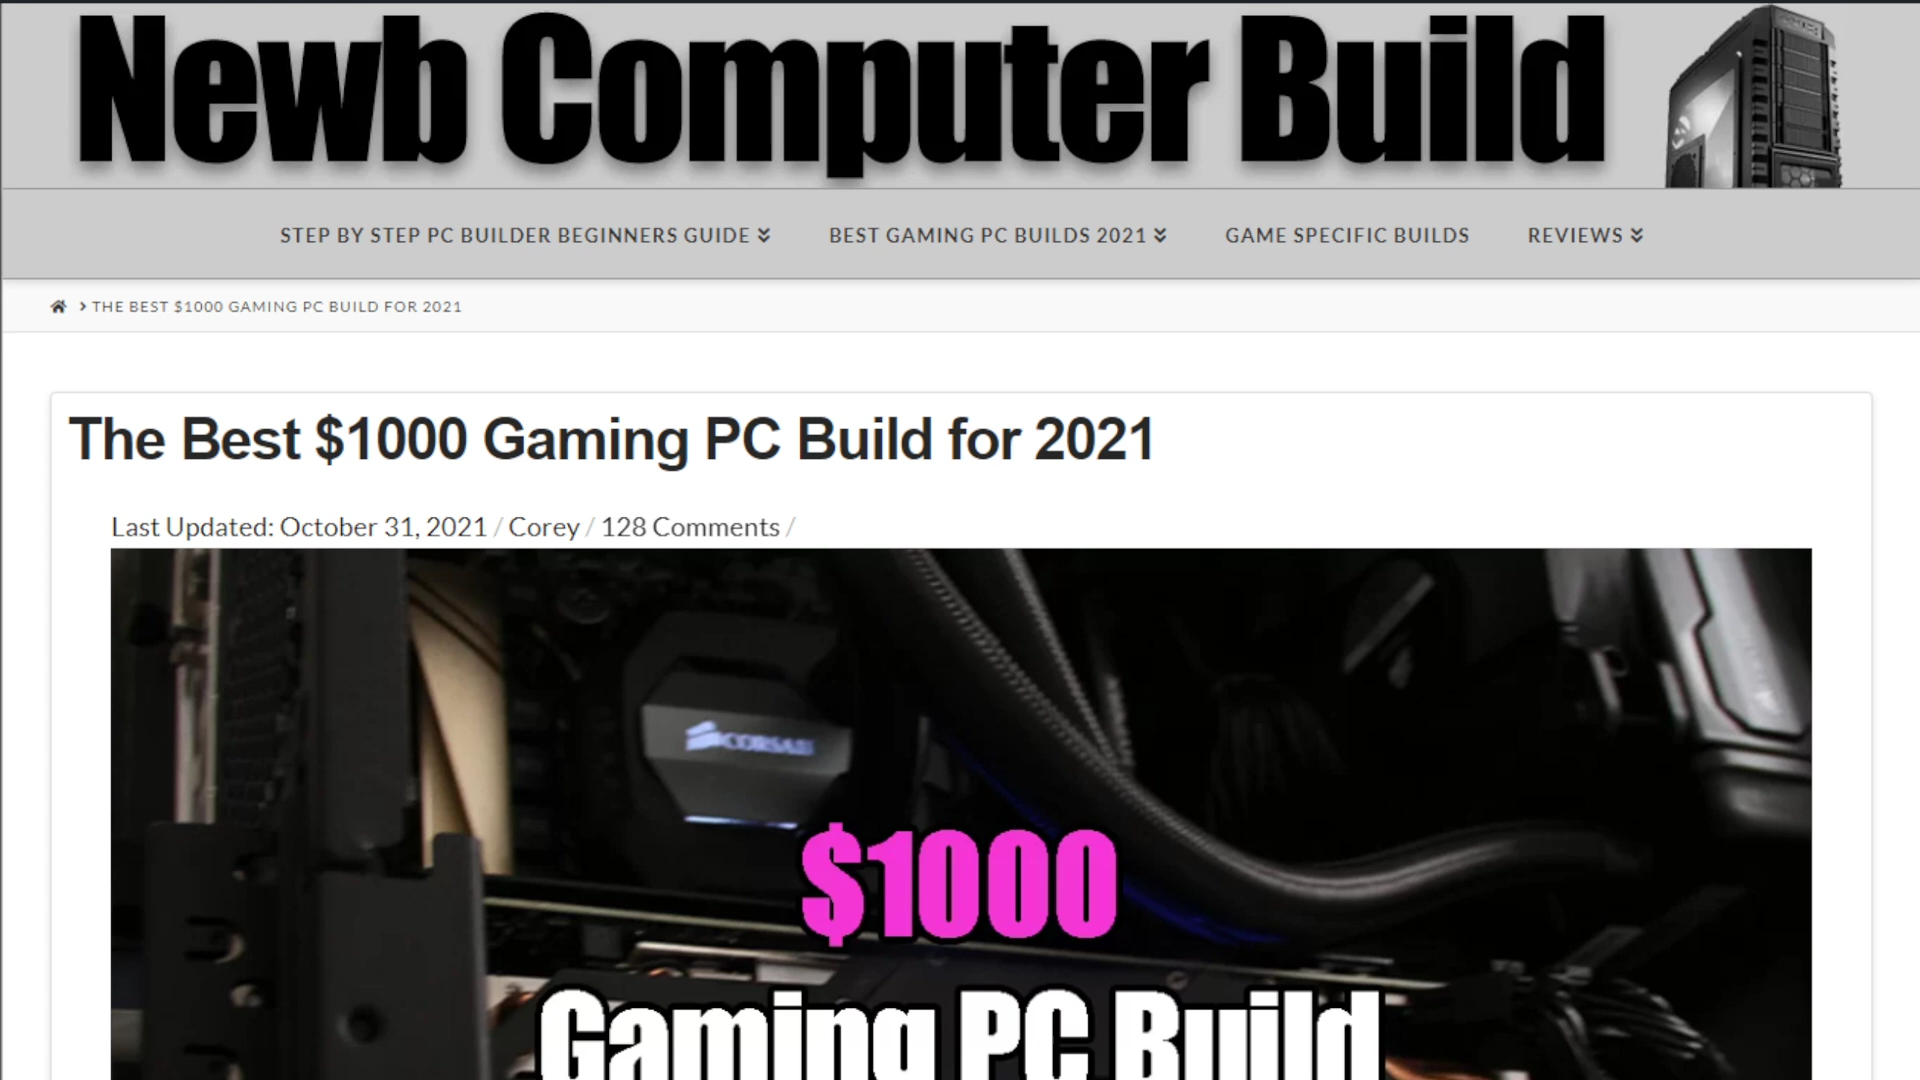 Newb Computer Build
STEP BY STEP PC BUILDER BEGINNERS GUIDE BEST GAMING PC BUILDS 2021 GAME SPECIFIC BUILDS REVIEWS
THE BEST $1000 GAMING PC BUILD FOR 2021
The Best $1000 Gaming PC Build for 2021
Last Updated: October 31, 2021 / Corey / 128 Comments /
CORSAIR
$1000
Gaming PC Build